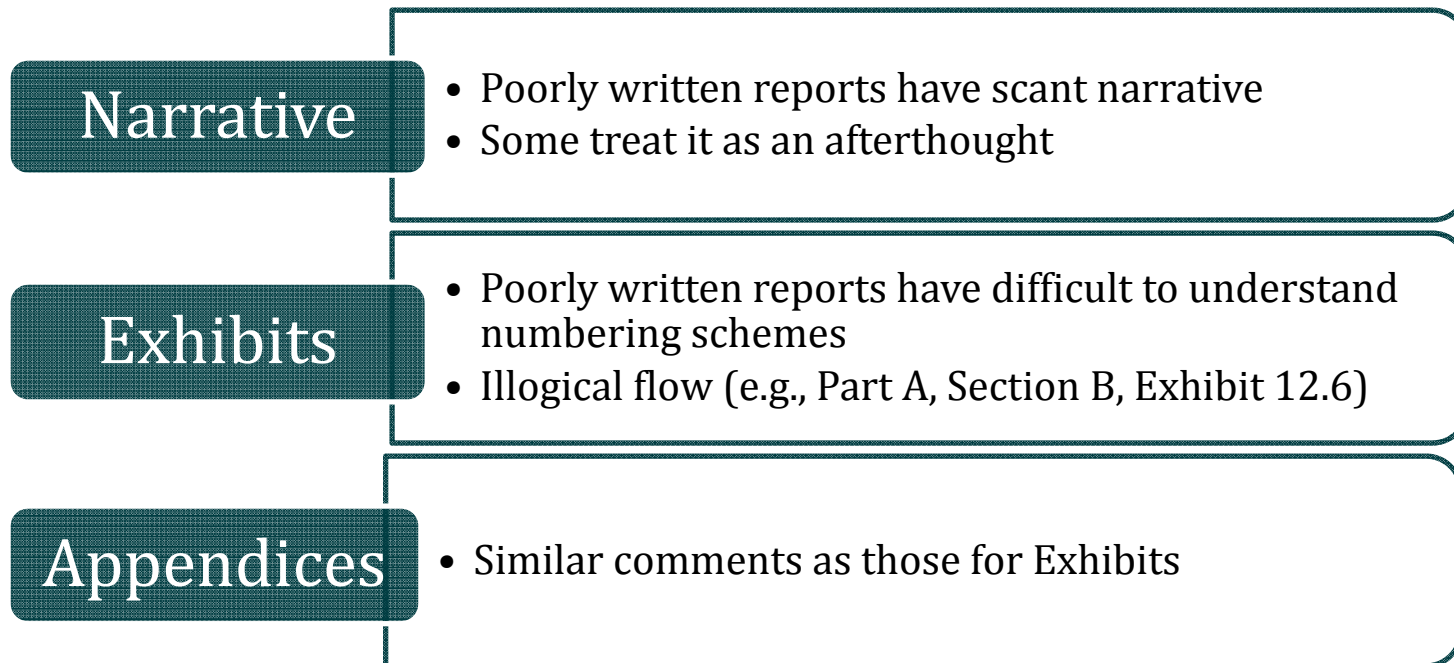 Narrative
• Poorly written reports have scant narrative
• Some treat it as an afterthought
Exhibits
• Poorly written reports have difficult to understand
numbering schemes
• Illogical flow (e.g., Part A, Section B, Exhibit 12.6)
Appendices
• Similar comments as those for Exhibits